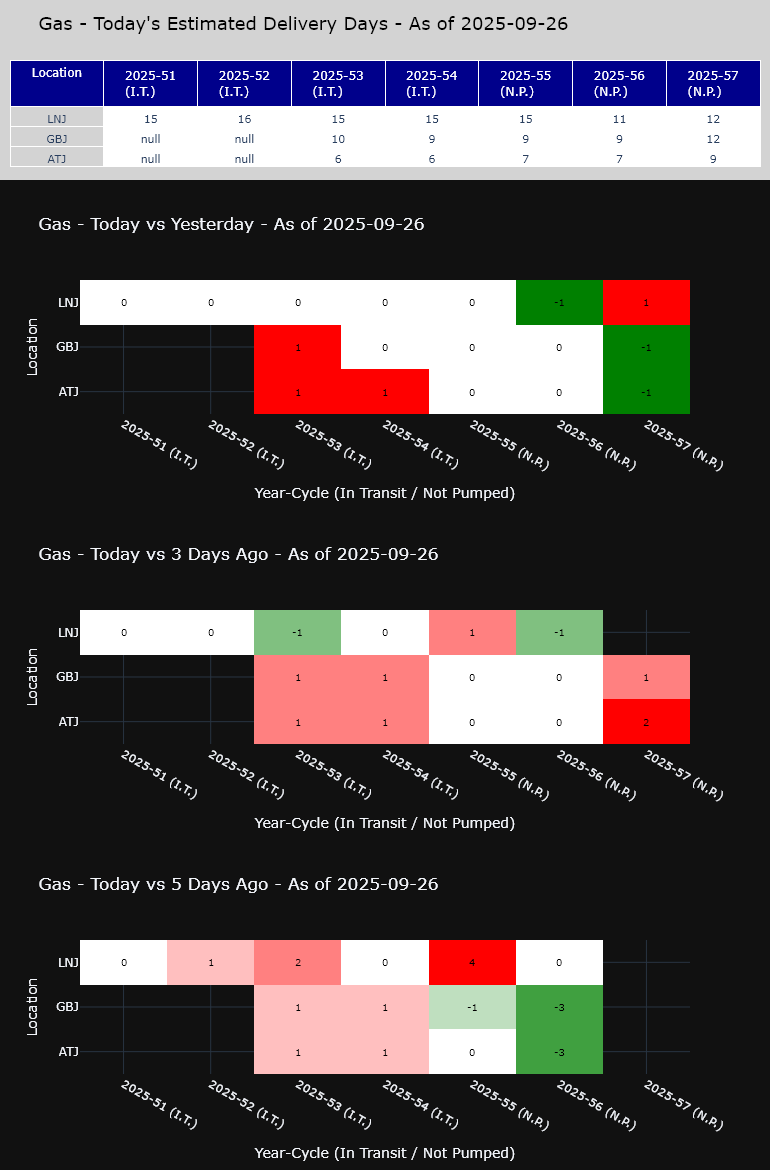 Gas - Today's Estimated Delivery Days - As of 2025-09-26
Location 2025-51 (I.T.) 2025-52 (I.T.) 2025-53 (I.T.) 2025-54 (I.T.) 2025-55 (N.P.) 2025-56 (N.P.) 2025-57 (N.P.)
LNJ 15 16 15 15 15 11 12
GBJ null null 10 9 9 9 12
ATJ null null 6 6 7 7 9
Gas - Today vs Yesterday - As of 2025-09-26
Location
LNJ 0 0 0 0 0 -1 1
GBJ 1 0 0 0 -1
ATJ 1 1 0 0 -1
2025-51 (I.T.) 2025-52 (I.T.) 2025-53 (I.T.) 2025-54 (I.T.) 2025-55 (N.P.) 2025-56 (N.P.) 2025-57 (N.P.)
Year-Cycle (In Transit / Not Pumped)
Gas - Today vs 3 Days Ago - As of 2025-09-26
Location
LNJ 0 0 -1 0 1 -1
GBJ 1 1 0 0 1
ATJ 1 1 0 0 2
2025-51 (I.T.) 2025-52 (I.T.) 2025-53 (I.T.) 2025-54 (I.T.) 2025-55 (N.P.) 2025-56 (N.P.) 2025-57 (N.P.)
Year-Cycle (In Transit / Not Pumped)
Gas - Today vs 5 Days Ago - As of 2025-09-26
Location
LNJ 0 1 2 0 4 0
GBJ 1 1 -1 -3
ATJ 1 1 0 -3
2025-51 (I.T.) 2025-52 (I.T.) 2025-53 (I.T.) 2025-54 (I.T.) 2025-55 (N.P.) 2025-56 (N.P.) 2025-57 (N.P.)
Year-Cycle (In Transit / Not Pumped)